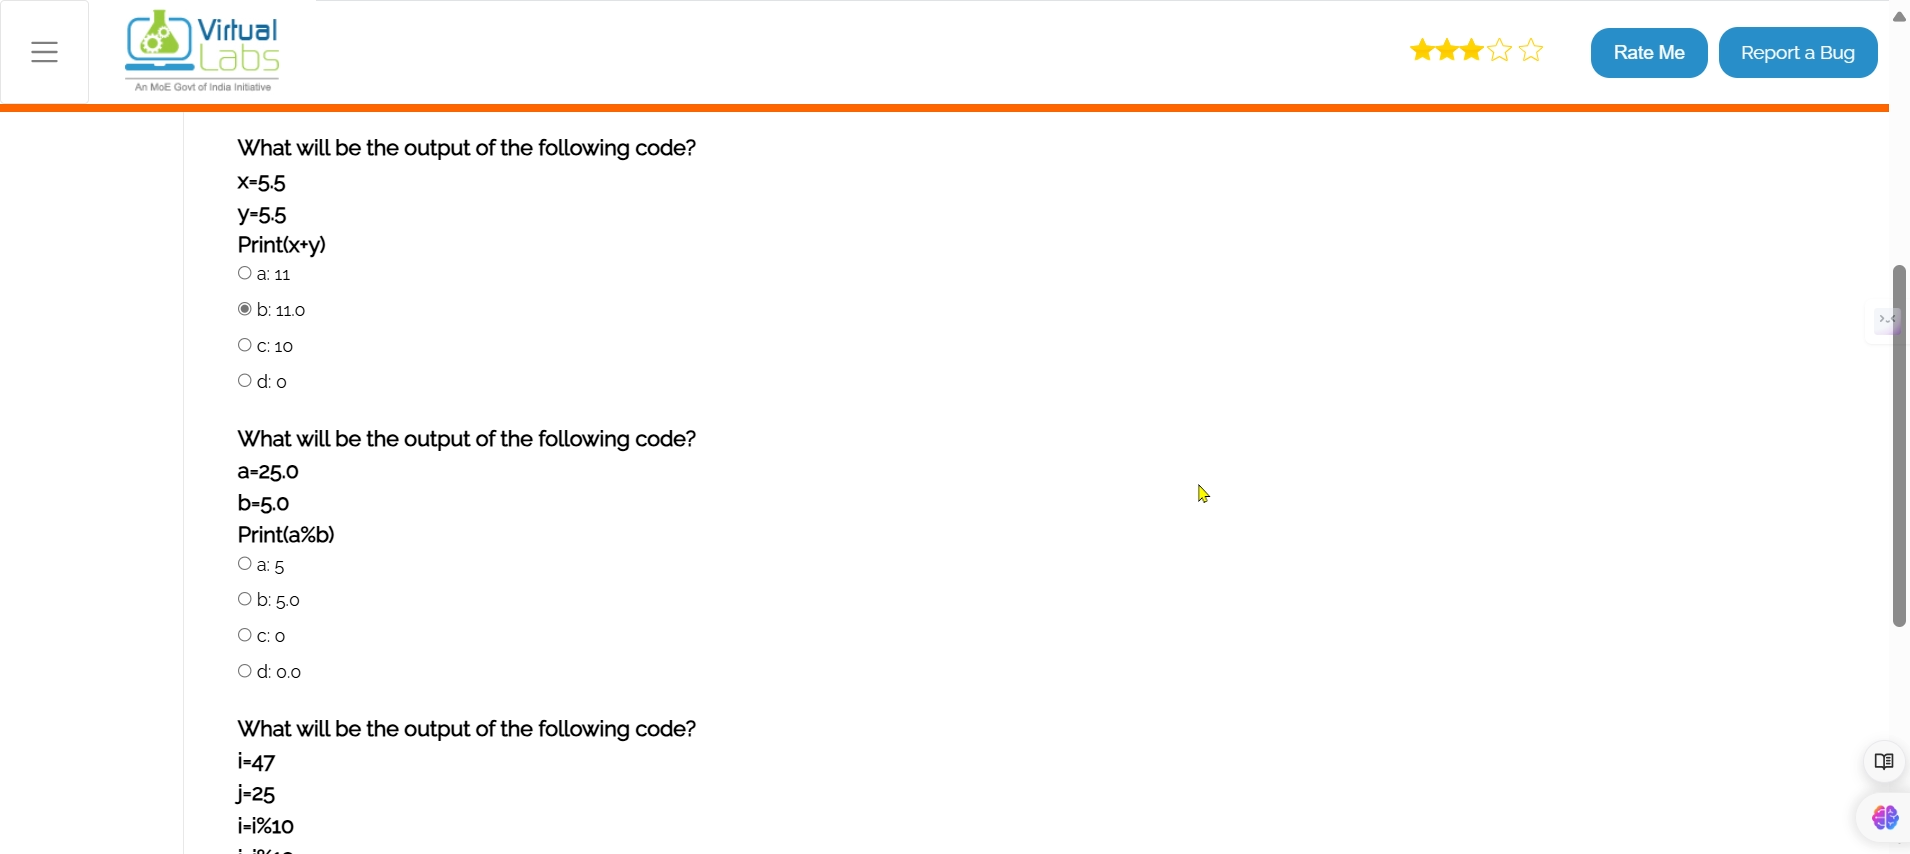 Virtual
Labs
An MoE Govt of India Initiative
Rate Me
Report a Bug
What will be the output of the following code?
x=5.5
y=5.5
Print(x+y)
a: 11
b: 11.0
c: 10
d: 0
What will be the output of the following code?
a=25.0
b=5.0
Print(a%b)
a: 5
b: 5.0
c: 0
d: 0.0
What will be the output of the following code?
i=47
j=25
i=i%10